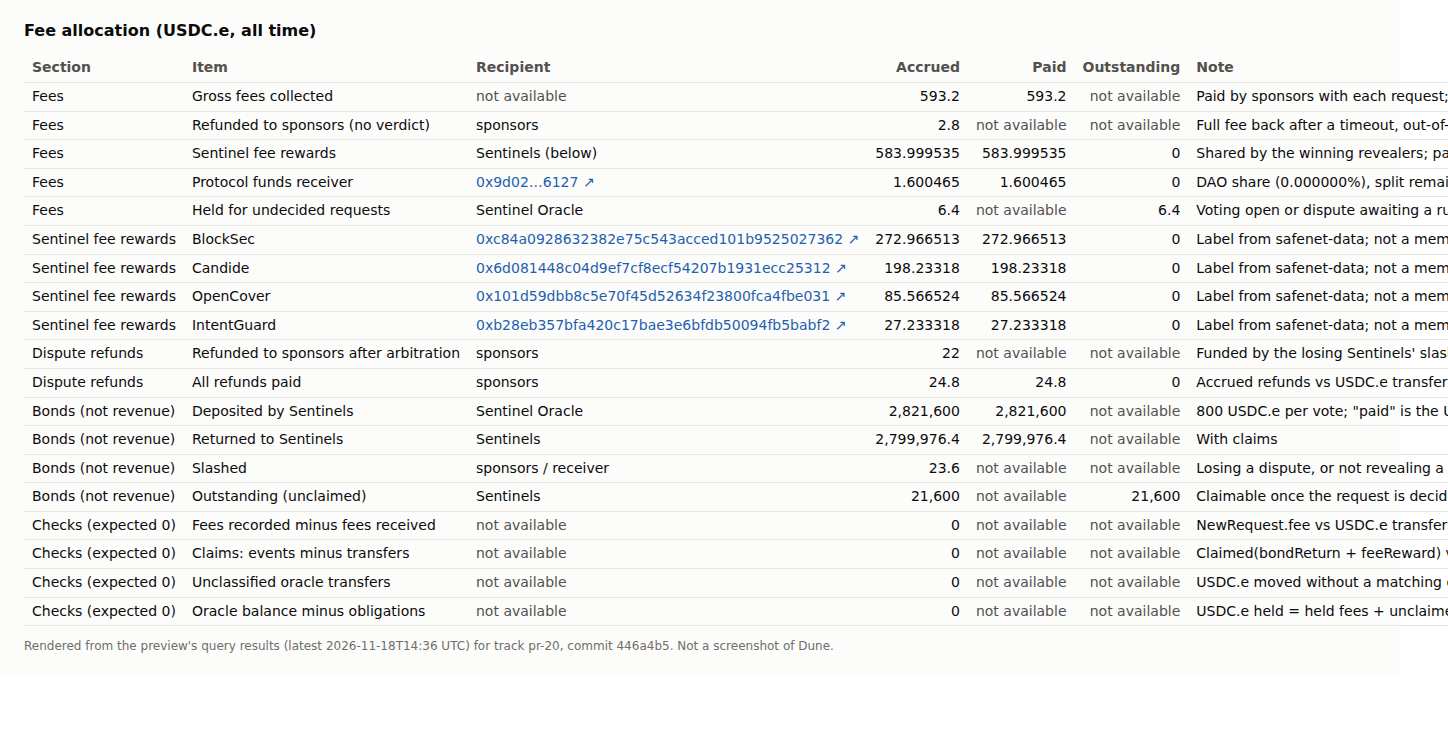 Fee allocation (USDC.e, all time)
Section Item Recipient Accrued Paid Outstanding Note
Fees Gross fees collected not available 593.2 593.2 not available Paid by sponsors with each request;
Fees Refunded to sponsors (no verdict) sponsors 2.8 not available not available Full fee back after a timeout, out-of-
Fees Sentinel fee rewards Sentinels (below) 583.999535 583.999535 0 Shared by the winning revealers; pa
Fees Protocol funds receiver 0x9d02…6127 ↗ 1.600465 1.600465 0 DAO share (0.000000%), split remai
Fees Held for undecided requests Sentinel Oracle 6.4 not available 6.4 Voting open or dispute awaiting a ru
Sentinel fee rewards BlockSec 0xc84a0928632382e75c543acced101b9525027362 ↗ 272.966513 272.966513 0 Label from safenet-data; not a mem
Sentinel fee rewards Candide 0x6d081448c04d9ef7cf8ecf54207b1931ecc25312 ↗ 198.23318 198.23318 0 Label from safenet-data; not a mem
Sentinel fee rewards OpenCover 0x101d59dbb8c5e70f45d52634f23800fca4fbe031 ↗ 85.566524 85.566524 0 Label from safenet-data; not a mem
Sentinel fee rewards IntentGuard 0xb28eb357bfa420c17bae3e6bfdb50094fb5babf2 ↗ 27.233318 27.233318 0 Label from safenet-data; not a mem
Dispute refunds Refunded to sponsors after arbitration sponsors 22 not available not available Funded by the losing Sentinels' slas
Dispute refunds All refunds paid sponsors 24.8 24.8 0 Accrued refunds vs USDC.e transfer
Bonds (not revenue) Deposited by Sentinels Sentinel Oracle 2,821,600 2,821,600 not available 800 USDC.e per vote; "paid" is the U
Bonds (not revenue) Returned to Sentinels Sentinels 2,799,976.4 2,799,976.4 not available With claims
Bonds (not revenue) Slashed sponsors / receiver 23.6 not available not available Losing a dispute, or not revealing a
Bonds (not revenue) Outstanding (unclaimed) Sentinels 21,600 not available 21,600 Claimable once the request is decid
Checks (expected 0) Fees recorded minus fees received not available 0 not available not available NewRequest.fee vs USDC.e transfer
Checks (expected 0) Claims: events minus transfers not available 0 not available not available Claimed(bondReturn + feeReward) v
Checks (expected 0) Unclassified oracle transfers not available 0 not available not available USDC.e moved without a matching
Checks (expected 0) Oracle balance minus obligations not available 0 not available not available USDC.e held = held fees + unclaime
Rendered from the preview's query results (latest 2026-11-18T14:36 UTC) for track pr-20, commit 446a4b5. Not a screenshot of Dune.